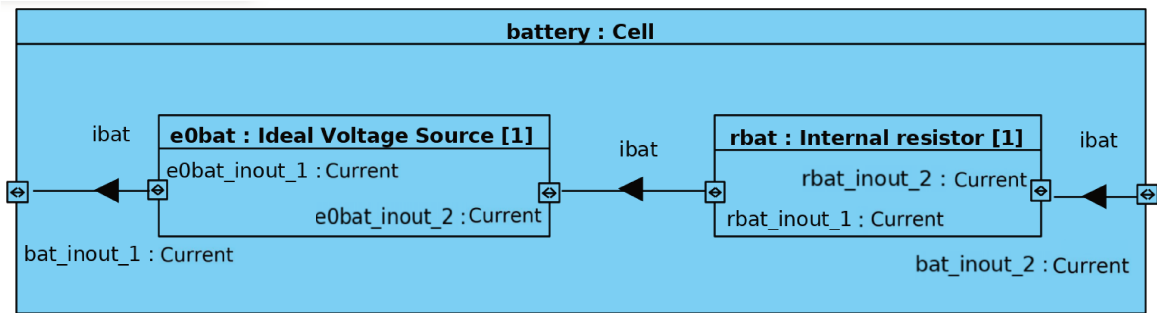 battery : Cell
ibat
e0bat : Ideal Voltage Source [1]
e0bat_inout_1 : Current
e0bat_inout_2 : Current
ibat
rbat : Internal resistor [1]
rbat_inout_2 : Current
rbat_inout_1 : Current
ibat
bat_inout_1 : Current
bat_inout_2 : Current